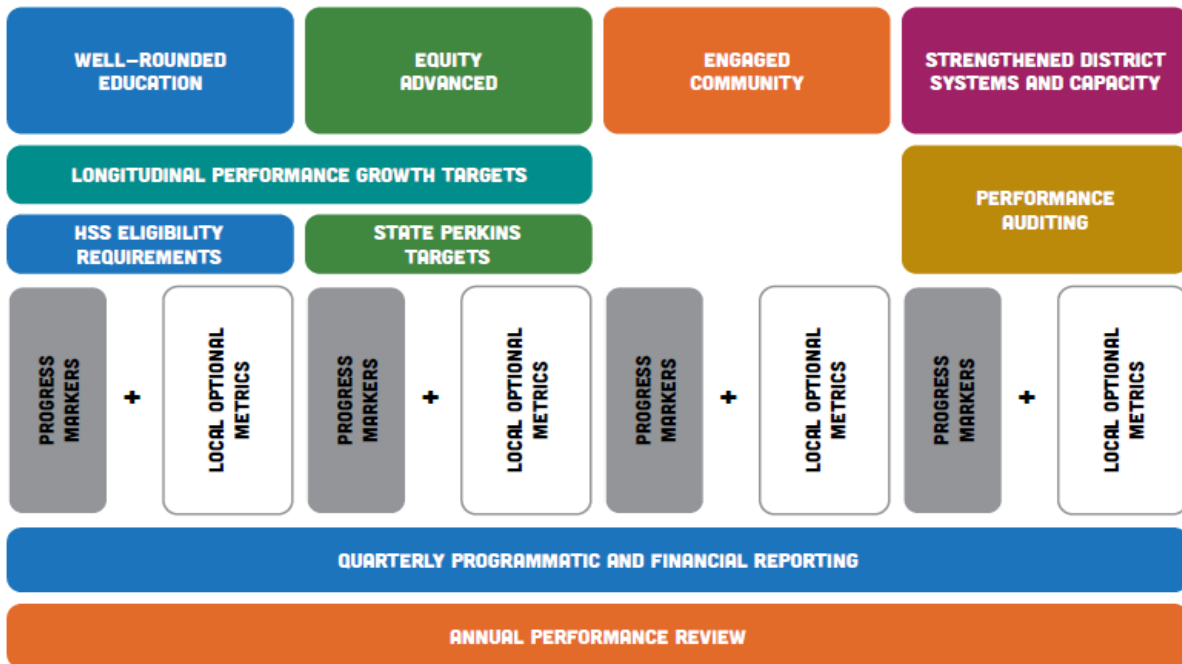 WELL-ROUNDED
EDUCATION
EQUITY
ADVANCED
ENGAGED
COMMUNITY
STRENGTHENED DISTRICT
SYSTEMS AND CAPACITY
LONGITUDINAL PERFORMANCE GROWTH TARGETS
PERFORMANCE
AUDITING
HSS ELIGIBILITY
REQUIREMENTS
STATE PERKINS
TARGETS
PROGRESS
MARKERS
+
LOCAL OPTIONAL
METRICS
PROGRESS
MARKERS
+
LOCAL OPTIONAL
METRICS
PROGRESS
MARKERS
+
LOCAL OPTIONAL
METRICS
PROGRESS
MARKERS
+
LOCAL OPTIONAL
METRICS
QUARTERLY PROGRAMMATIC AND FINANCIAL REPORTING
ANNUAL PERFORMANCE REVIEW